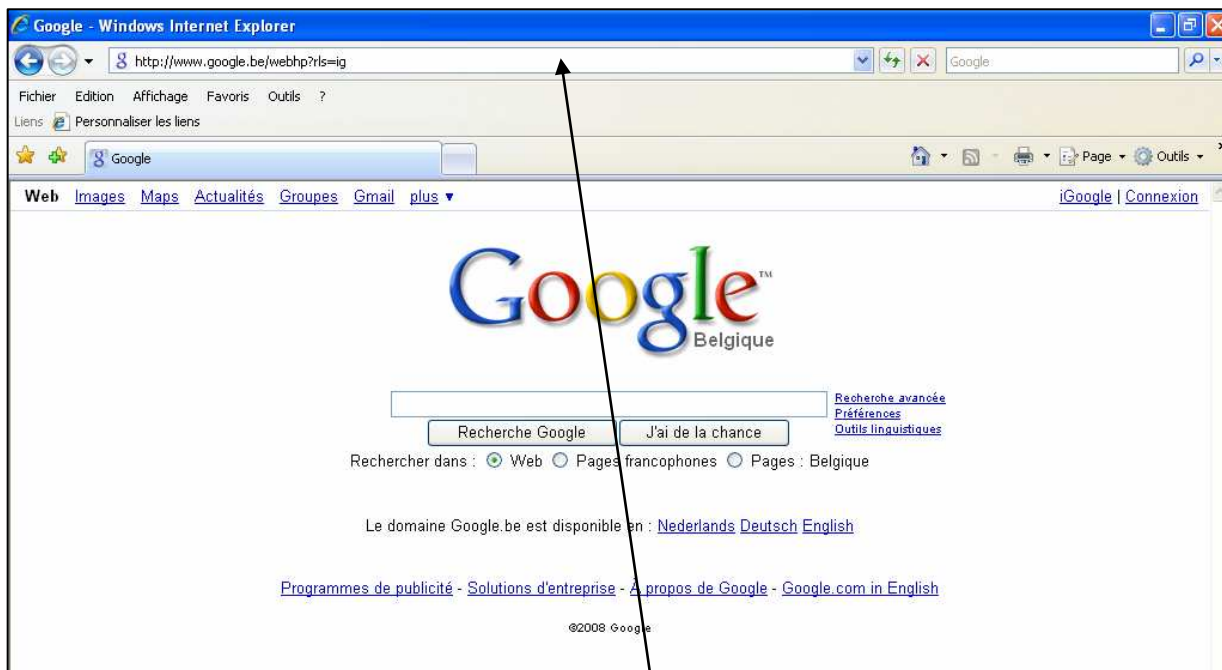 Google - Windows Internet Explorer
http://www.google.be/webhp?rls=ig
Google
Fichier Edition Affichage Favoris Outils ?
Liens Personnaliser les liens
Google
Page Outils
Web Images Maps Actualités Groupes Gmail plus ▼
iGoogle | Connexion
Google™
Belgique
Recherche avancée
Préférences
Outils linguistiques
Recherche Google J'ai de la chance
Rechercher dans : Web Pages francophones Pages : Belgique
Le domaine Google.be est disponible en : Nederlands Deutsch English
Programmes de publicité - Solutions d'entreprise - À propos de Google - Google.com in English
©2008 Google